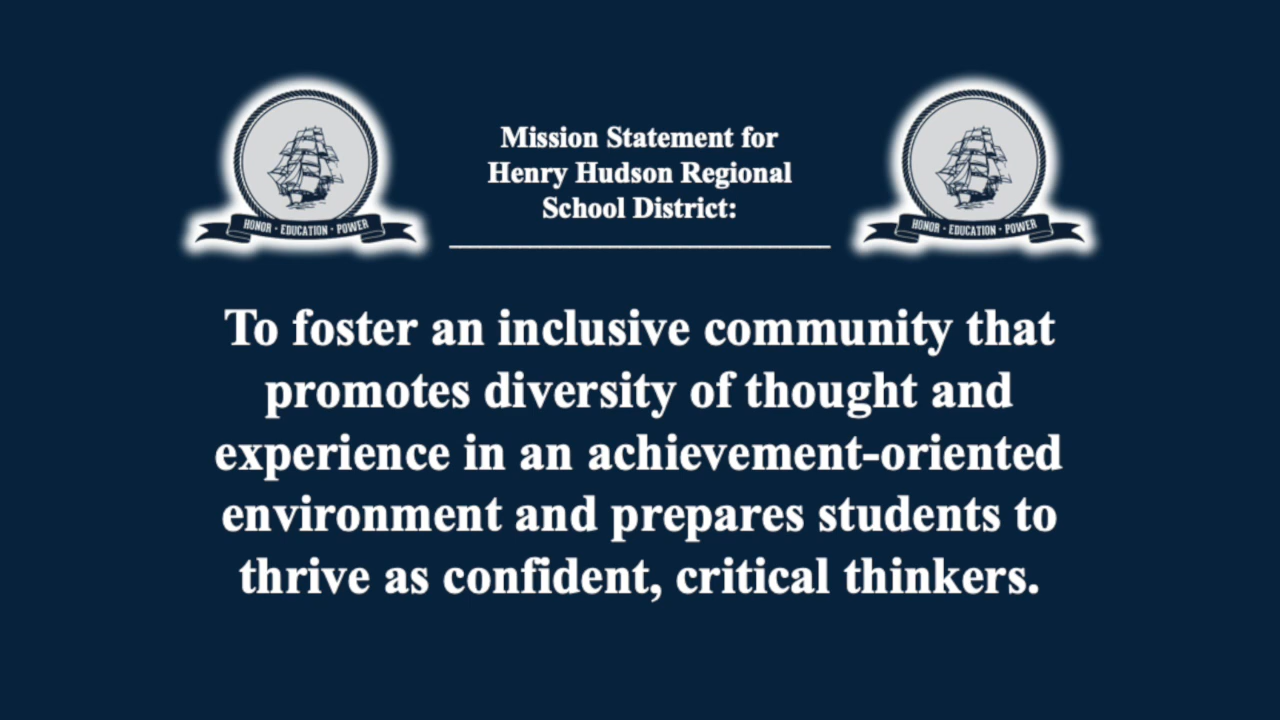 Mission Statement for
Henry Hudson Regional
School District:
HONOR · EDUCATION · POWER
HONOR · EDUCATION · POWER
To foster an inclusive community that
promotes diversity of thought and
experience in an achievement-oriented
environment and prepares students to
thrive as confident, critical thinkers.